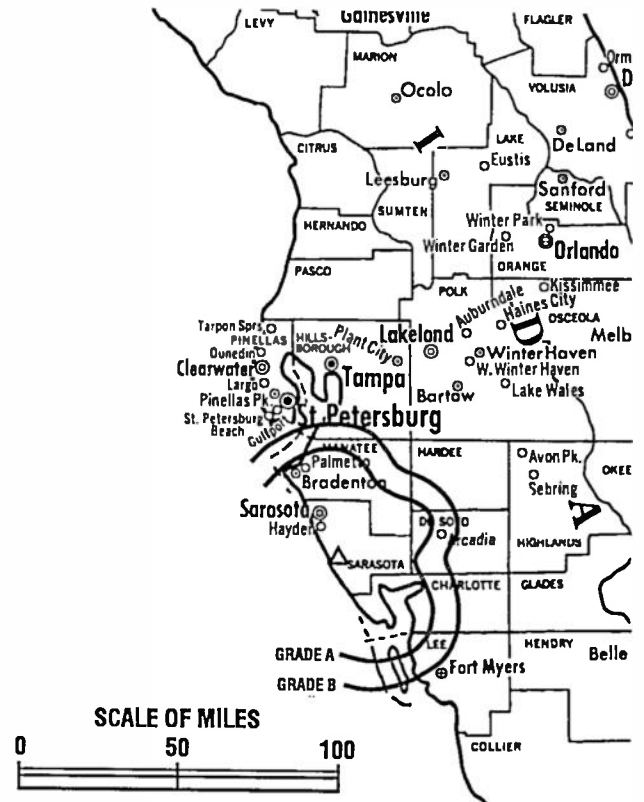 Gainesville
LEVY
FLAGLER
MARION
Orm
D
VOLUSIA
Ocolo
I
CITRUS
LAKE
DeLand
Eustis
Leesburg
Sanford
SUMTEN
SEMINOLE
HERNANDO
Winter Park
Winter Garden
Orlando
PASCO
ORANGE
POLK
Kissimmee
Auburndale
Haines City
OSCEOLA
D
Melb
Tarpon Sprs.
PINELLAS
HILLS-
BOROUGH
Plant City
Lakelond
Dunedin
Clearwater
Tampa
Winter Haven
W. Winter Haven
Largo
Bartow
Lake Wales
Pinellas Pk.
St. Petersburg
St. Petersburg
Beach
Gulfport
MANATEE
HARDEE
Avon Pk.
OKEE
Palmetto
Bradenton
Sebring
Sarasota
DE SOTO
A
Hayden
Arcadia
HIGHLANDS
SARASOTA
CHARLOTTE
GLADES
GRADE A
LEE
HENDRY
Belle
GRADE B
Fort Myers
SCALE OF MILES
0 50 100
COLLIER